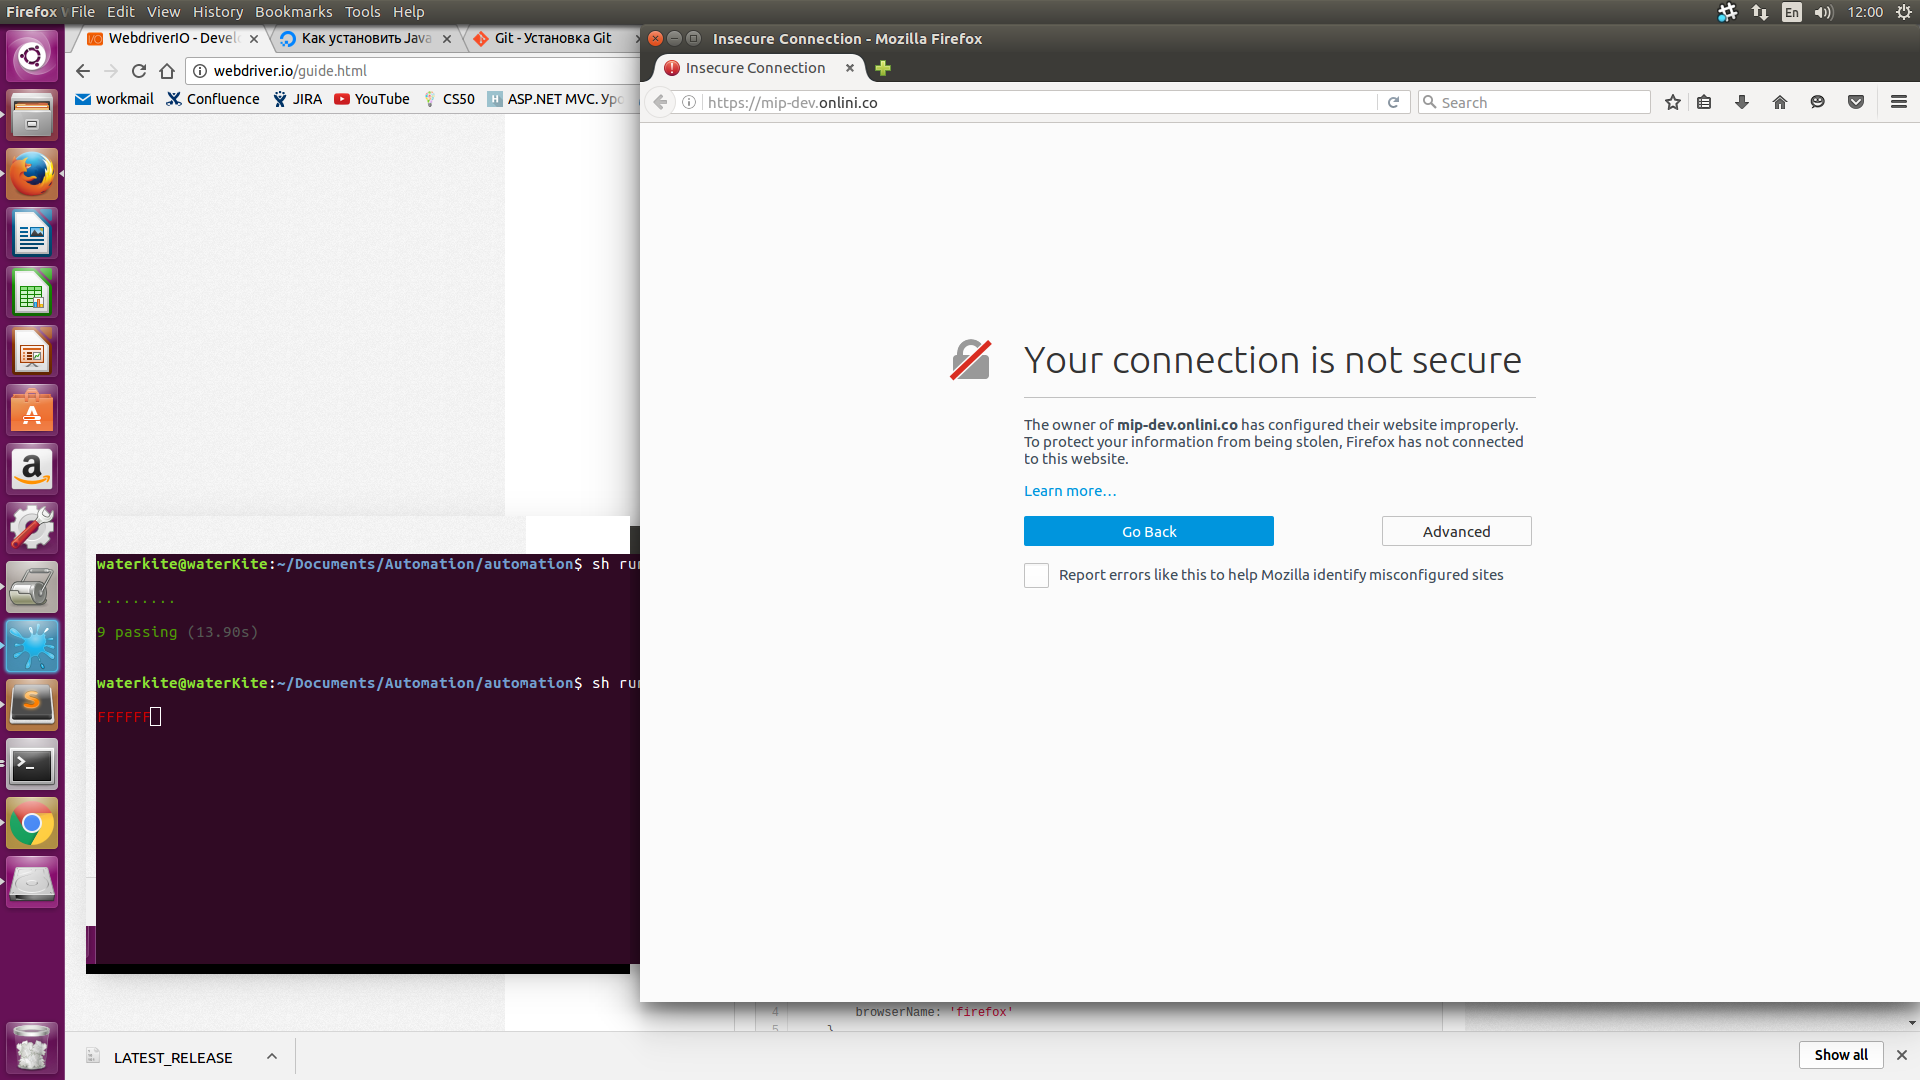 Firefox
File Edit View History Bookmarks Tools Help
En
12:00
WebdriverIO - Develo
Как установить Java
Git - Установка Git
webdriver.io/guide.html
workmail Confluence JIRA YouTube CS50 ASP.NET MVC. Уро
Insecure Connection - Mozilla Firefox
Insecure Connection
https://mip-dev.onlini.co
Search
Your connection is not secure
The owner of mip-dev.onlini.co has configured their website improperly.
To protect your information from being stolen, Firefox has not connected
to this website.
Learn more…
Go Back
Advanced
Report errors like this to help Mozilla identify misconfigured sites
waterkite@waterKite:~/Documents/Automation/automation$ sh run
.........
9 passing (13.90s)
waterkite@waterKite:~/Documents/Automation/automation$ sh run
FFFFFF
4 browserName: 'firefox'
5 }
LATEST_RELEASE
Show all